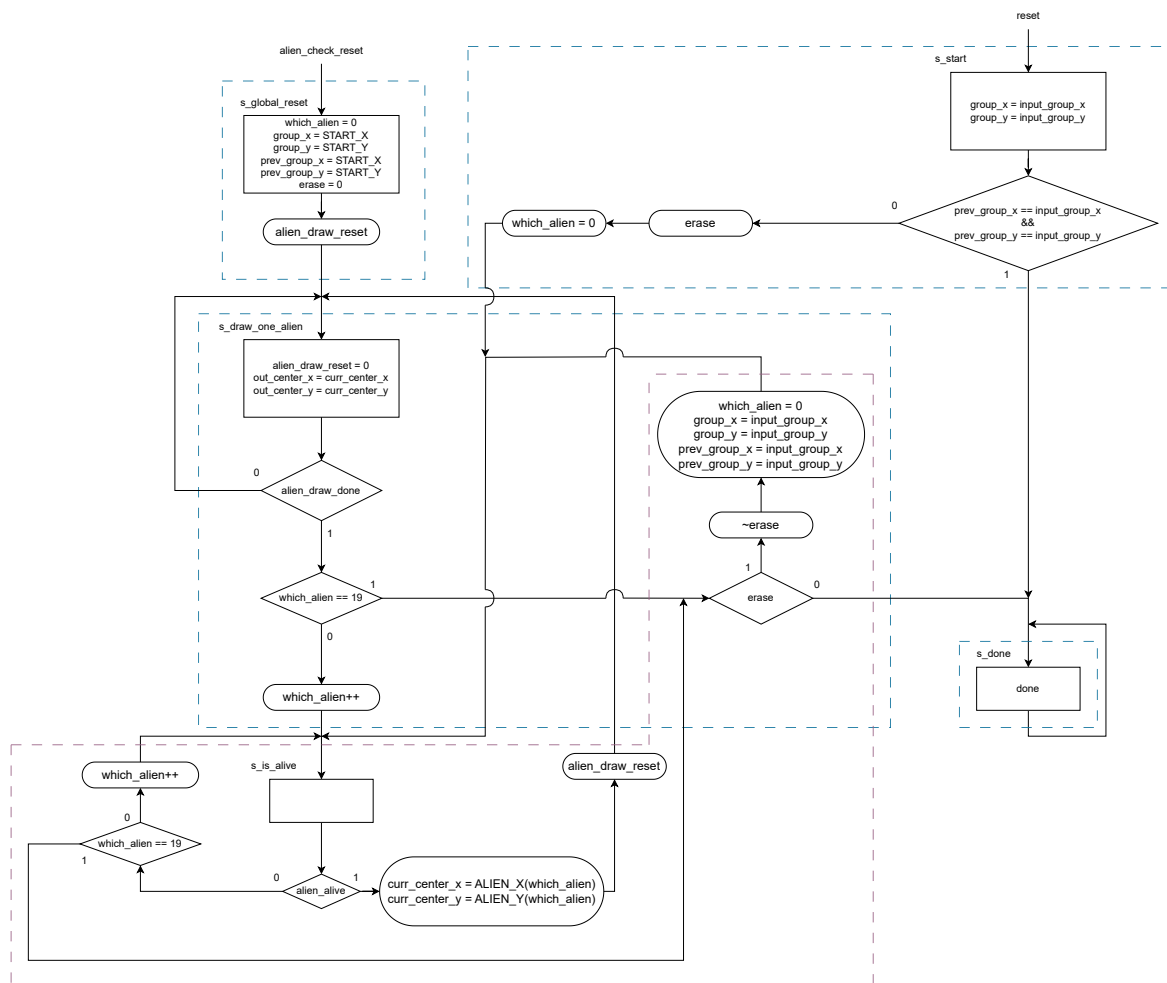 reset
alien_check_reset
s_start
s_global_reset
group_x = input_group_x
group_y = input_group_y
which_alien = 0
group_x = START_X
group_y = START_Y
prev_group_x = START_X
prev_group_y = START_Y
erase = 0
alien_draw_reset
which_alien = 0
erase
0
prev_group_x == input_group_x
&&
prev_group_y == input_group_y
1
s_draw_one_alien
alien_draw_reset = 0
out_center_x = curr_center_x
out_center_y = curr_center_y
which_alien = 0
group_x = input_group_x
group_y = input_group_y
prev_group_x = input_group_x
prev_group_y = input_group_y
0
alien_draw_done
1
~erase
1
which_alien == 19
1
erase
0
0
s_done
done
which_alien++
s_is_alive
alien_draw_reset
which_alien++
0
which_alien == 19
1
0
alien_alive
1
curr_center_x = ALIEN_X(which_alien)
curr_center_y = ALIEN_Y(which_alien)